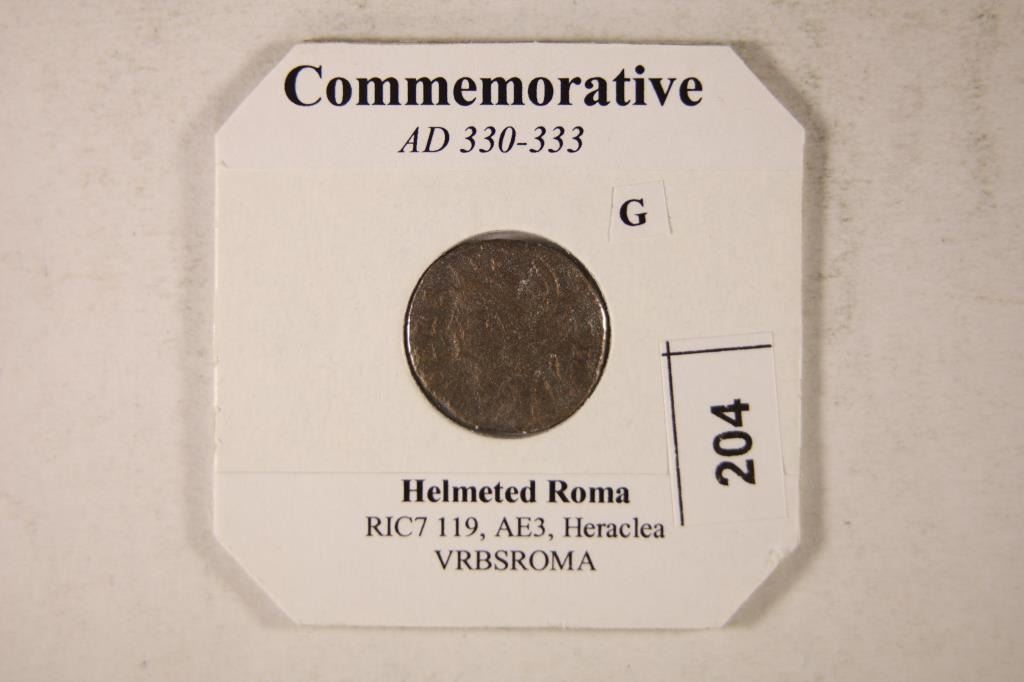 Commemorative
AD 330-333
G
204
Helmeted Roma
RIC7 119, AE3, Heraclea
VRBSROMA